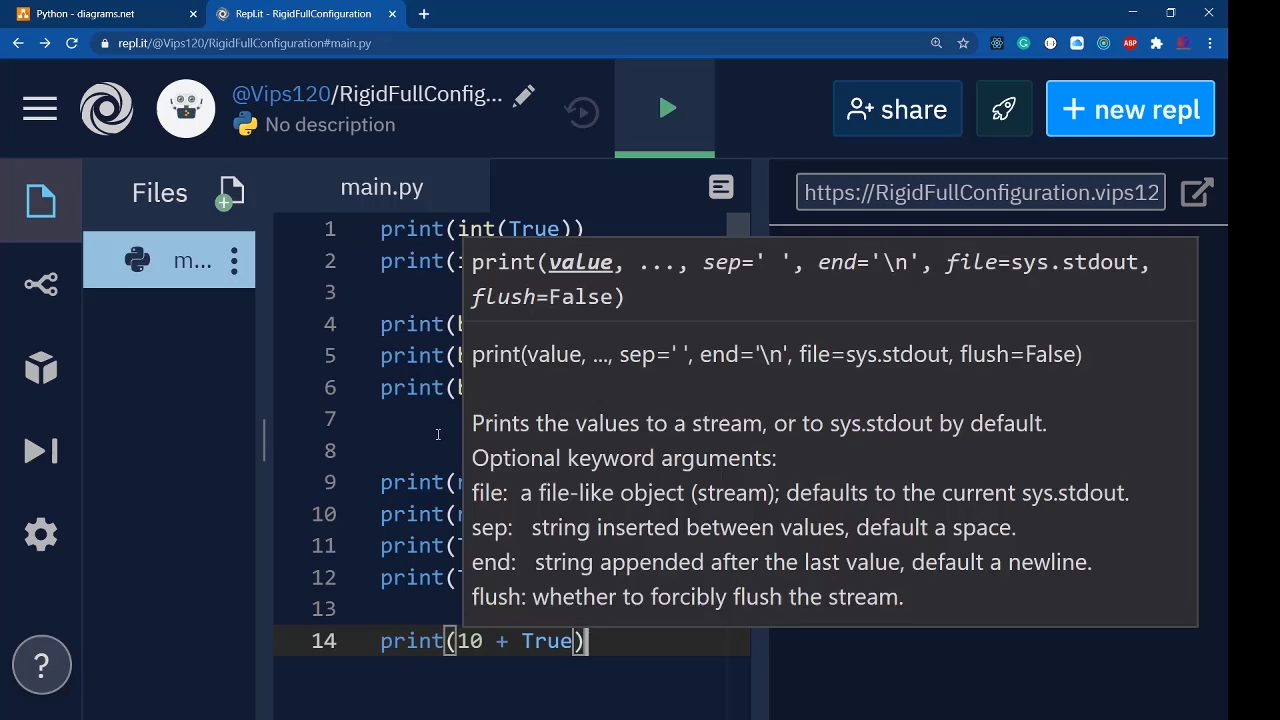 Python - diagrams.net
Repl.it - RigidFullConfiguration
repl.it/@Vips120/RigidFullConfiguration#main.py
ABP
@Vips120/RigidFullConfig...
No description
share
+ new repl
Files
main.py
https://RigidFullConfiguration.vips12
m...
1 print(int(True))
2 print(
3
4 print(
5 print(
6 print(
7
8
9 print(
10 print(
11 print(
12 print(
13
14 print(10 + True)
print(value, ..., sep=' ', end='\n', file=sys.stdout,
flush=False)
print(value, ..., sep=' ', end='\n', file=sys.stdout, flush=False)
Prints the values to a stream, or to sys.stdout by default.
Optional keyword arguments:
file: a file-like object (stream); defaults to the current sys.stdout.
sep: string inserted between values, default a space.
end: string appended after the last value, default a newline.
flush: whether to forcibly flush the stream.
?